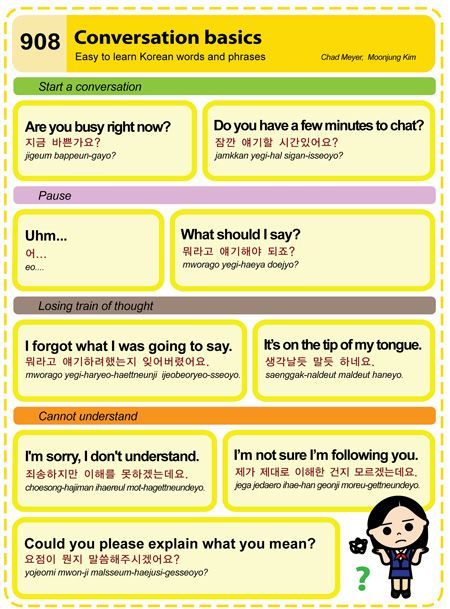 908
Conversation basics
Easy to learn Korean words and phrases
Chad Meyer, Moonjung Kim
Start a conversation
Are you busy right now?
지금 바쁜가요?
jigeum bappeun-gayo?
Do you have a few minutes to chat?
잠깐 얘기할 시간있어요?
jamkkan yegi-hal sigan-isseoyo?
Pause
Uhm...
어...
eo....
What should I say?
뭐라고 얘기해야 되죠?
mworago yegi-haeya doejyo?
Losing train of thought
I forgot what I was going to say.
뭐라고 얘기하려했는지 잊어버렸어요.
mworago yegi-haryeo-haettneunji ijeobeoryeo-sseoyo.
It's on the tip of my tongue.
생각날듯 말듯 하네요.
saenggak-naldeut maldeut haneyo.
Cannot understand
I'm sorry, I don't understand.
죄송하지만 이해를 못하겠는데요.
choesong-hajiman ihaereul mot-hagettneundeyo.
I'm not sure I'm following you.
제가 제대로 이해한 건지 모르겠는데요.
jega jedaero ihae-han geonji moreu-gettneundeyo.
Could you please explain what you mean?
요점이 뭔지 말씀해주시겠어요?
yojeomi mwon-ji malsseum-haejusi-gesseoyo?
?